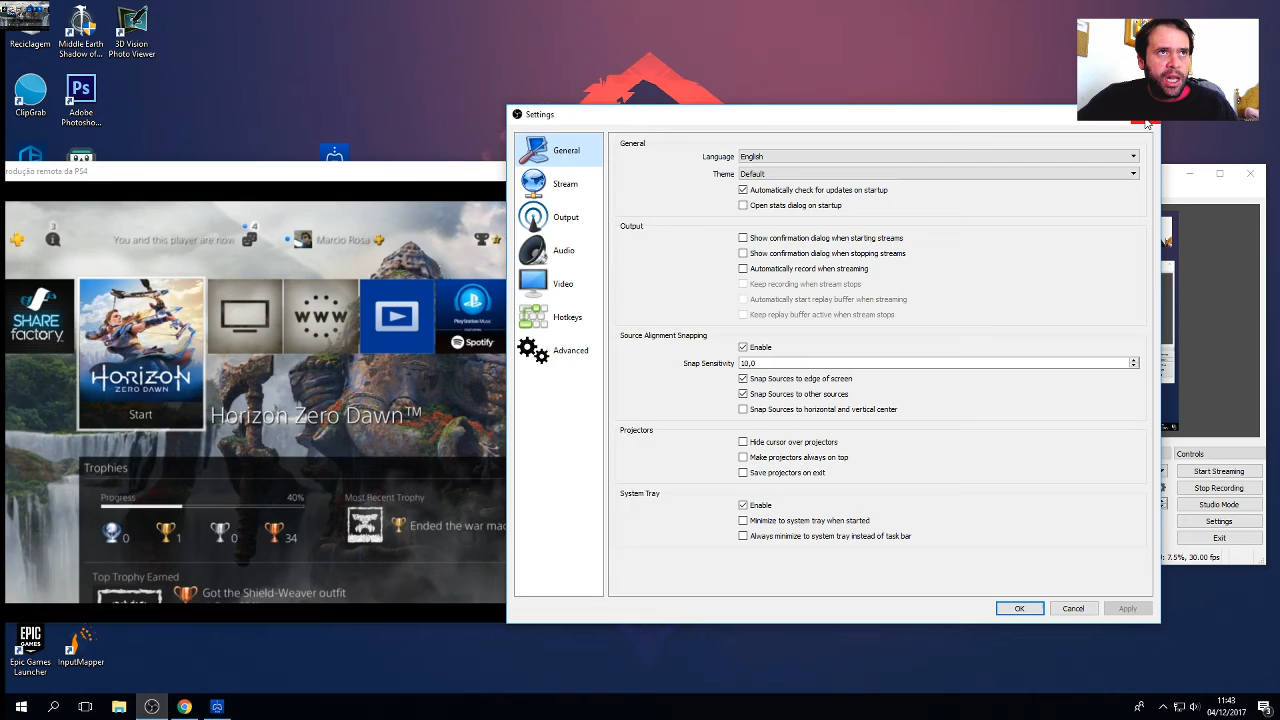 Reciclagem
Middle Earth
Shadow of...
3D Vision
Photo Viewer
ClipGrab
Ps
Adobe
Photosho...
rodução remota da PS4
3
You and this player are now
4
Marcio Rosa
SHARE
factory
HORIZON
ZERO DAWN
Start
www
PlayStation Music
Spotify
Horizon Zero Dawn™
Trophies
Progress
40%
Most Recent Trophy
0
1
0
34
Ended the war mac
Top Trophy Earned
Got the Shield-Weaver outfit
EPIC
GAMES
Epic Games
Launcher
InputMapper
Settings
General
Stream
Output
Audio
Video
Hotkeys
Advanced
General
Language
English
Theme
Default
Automatically check for updates on startup
Open stats dialog on startup
Output
Show confirmation dialog when starting streams
Show confirmation dialog when stopping streams
Automatically record when streaming
Keep recording when stream stops
Automatically start replay buffer when streaming
Keep replay buffer active when stream stops
Source Alignment Snapping
Enable
Snap Sensitivity
10,0
Snap Sources to edge of screen
Snap Sources to other sources
Snap Sources to horizontal and vertical center
Projectors
Hide cursor over projectors
Make projectors always on top
Save projectors on exit
System Tray
Enable
Minimize to system tray when started
Always minimize to system tray instead of task bar
OK
Cancel
Apply
Controls
Start Streaming
Stop Recording
Studio Mode
Settings
Exit
: 7.5%, 30.00 fps
11:43
04/12/2017
3